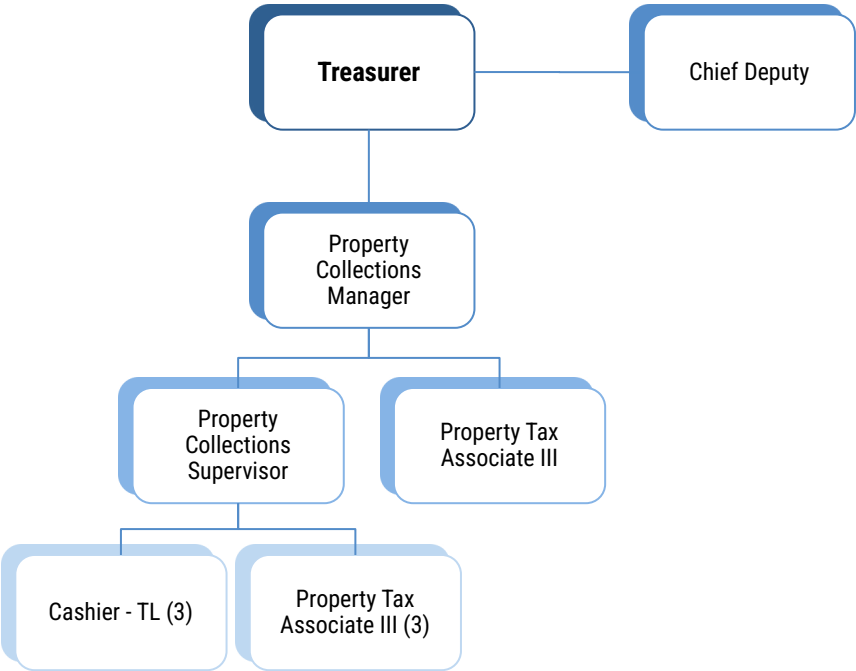 Treasurer
Chief Deputy
Property
Collections
Manager
Property
Collections
Supervisor
Property Tax
Associate III
Cashier - TL (3)
Property Tax
Associate III (3)